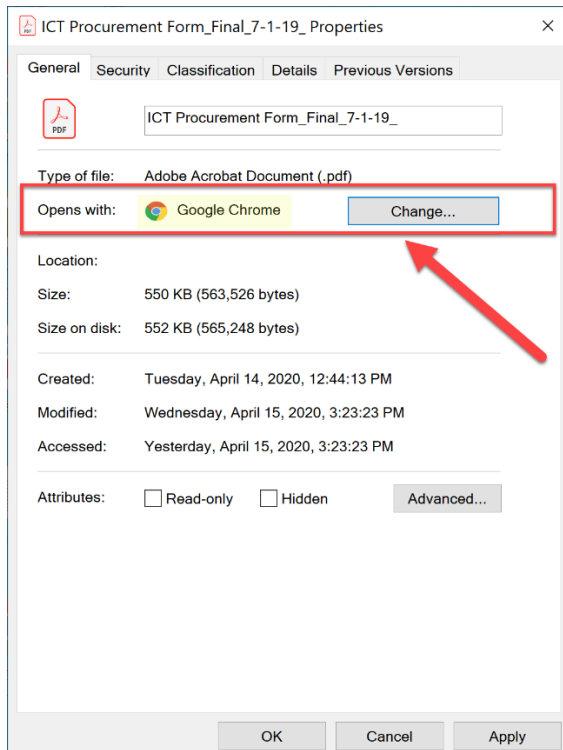 ICT Procurement Form_Final_7-1-19_ Properties
General Security Classification Details Previous Versions
PDF
ICT Procurement Form_Final_7-1-19_
Type of file: Adobe Acrobat Document (.pdf)
Opens with: Google Chrome Change...
Location:
Size: 550 KB (563,526 bytes)
Size on disk: 552 KB (565,248 bytes)
Created: Tuesday, April 14, 2020, 12:44:13 PM
Modified: Wednesday, April 15, 2020, 3:23:23 PM
Accessed: Yesterday, April 15, 2020, 3:23:23 PM
Attributes: Read-only Hidden Advanced...
OK Cancel Apply